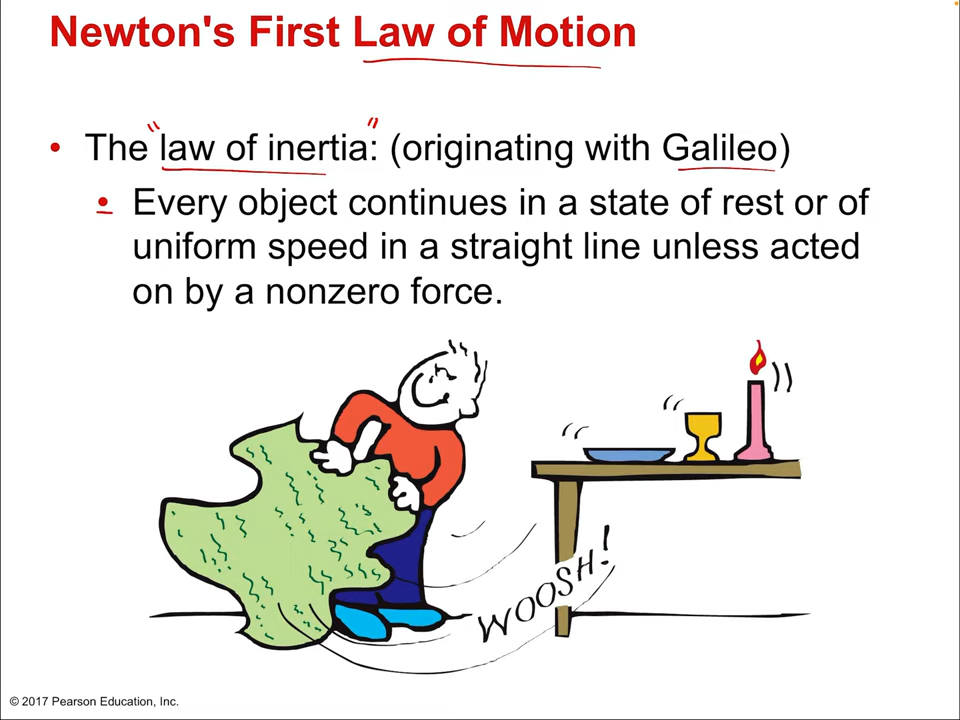 Newton's First Law of Motion
• The "law of inertia": (originating with Galileo)
• Every object continues in a state of rest or of
uniform speed in a straight line unless acted
on by a nonzero force.
WOOSH!
© 2017 Pearson Education, Inc.